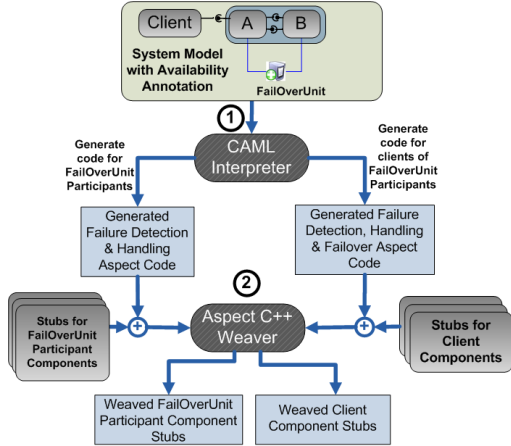 Client
A
B
System Model
with Availability
Annotation
FailOverUnit
1
Generate
code for
FailOverUnit
Participants
CAML
Interpreter
Generate
code for
clients of
FailOverUnit
Participants
Generated
Failure Detection
& Handling
Aspect Code
Generated Failure
Detection, Handling
& Failover Aspect
Code
2
Stubs for
FailOverUnit
Participant
Components
Aspect C++
Weaver
Stubs for
Client
Components
Weaved FailOverUnit
Participant Component
Stubs
Weaved Client
Component Stubs